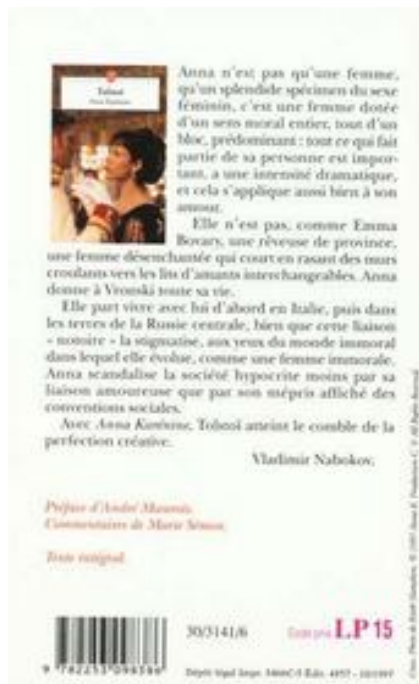 Tolstoï
Anna Karénine
Anna n'est pas qu'une femme,
qu'un splendide spécimen du sexe
féminin, c'est une femme dotée
d'un sens moral entier, tout d'un
bloc, prédominant : tout ce qui fait
partie de sa personne est impor-
tant, a une intensité dramatique,
et cela s'applique aussi bien à son
amour.
Elle n'est pas, comme Emma
Bovary, une rêveuse de province,
une femme désenchantée qui court en rasant des murs
croulants vers les lits d'amants interchangeables. Anna
donne à Vronski toute sa vie.
Elle part vivre avec lui d'abord en Italie, puis dans
les terres de la Russie centrale, bien que cette liaison
« notoire » la stigmatise, aux yeux du monde immoral
dans lequel elle évolue, comme une femme immorale.
Anna scandalise la société hypocrite moins par sa
liaison amoureuse que par son mépris affiché des
conventions sociales.
Avec Anna Karénine, Tolstoï atteint le comble de la
perfection créative.
Vladimir Nabokov.
Préface d'André Maurois.
Commentaires de Marie Sémon.
Texte intégral.
30/3141/6
Code prix LP 15